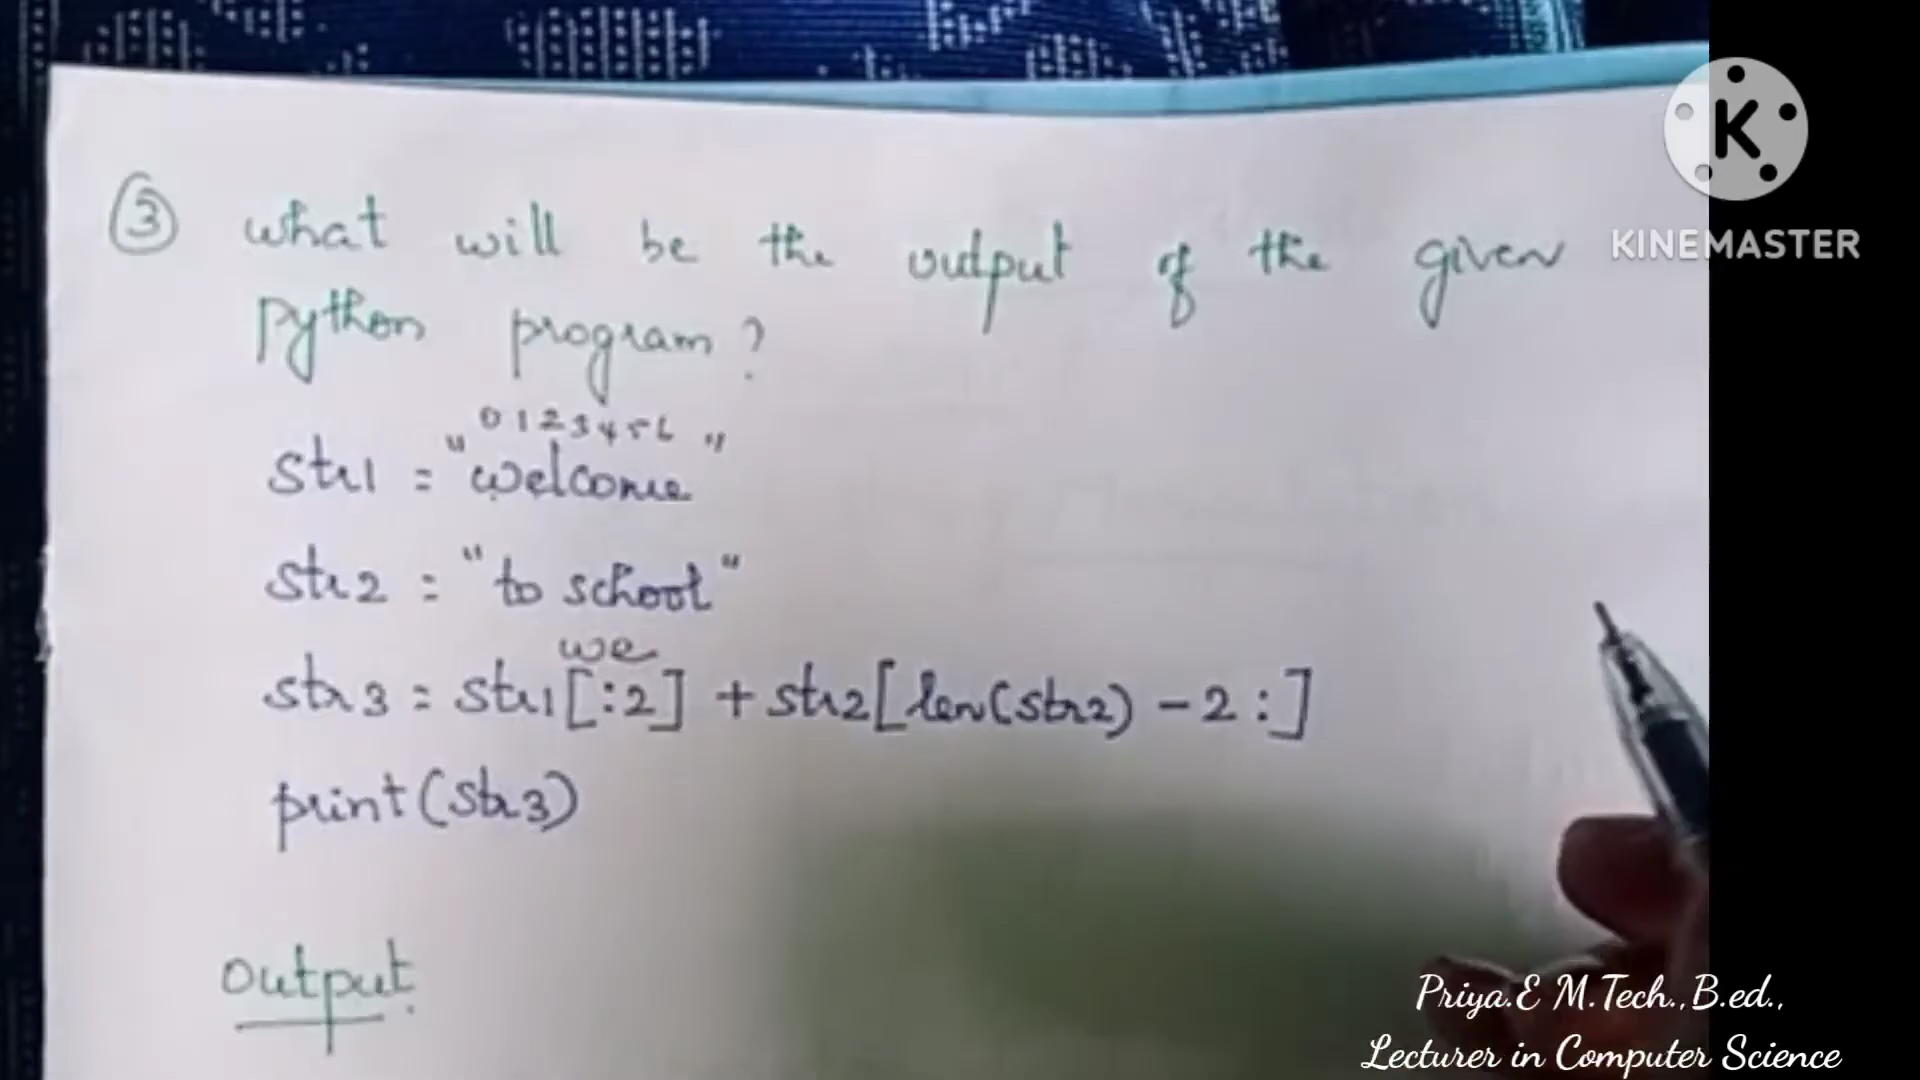 ③ what will be the output of the given
python program?
0 1 2 3 4 5 6
str1 = "welcome"
str2 = "to school"
we
str3 = str1[:2] + str2[len(str2) - 2 :]
print(str3)
output
K
KINEMASTER
Priya.E M.Tech.,B.ed.,
Lecturer in Computer Science